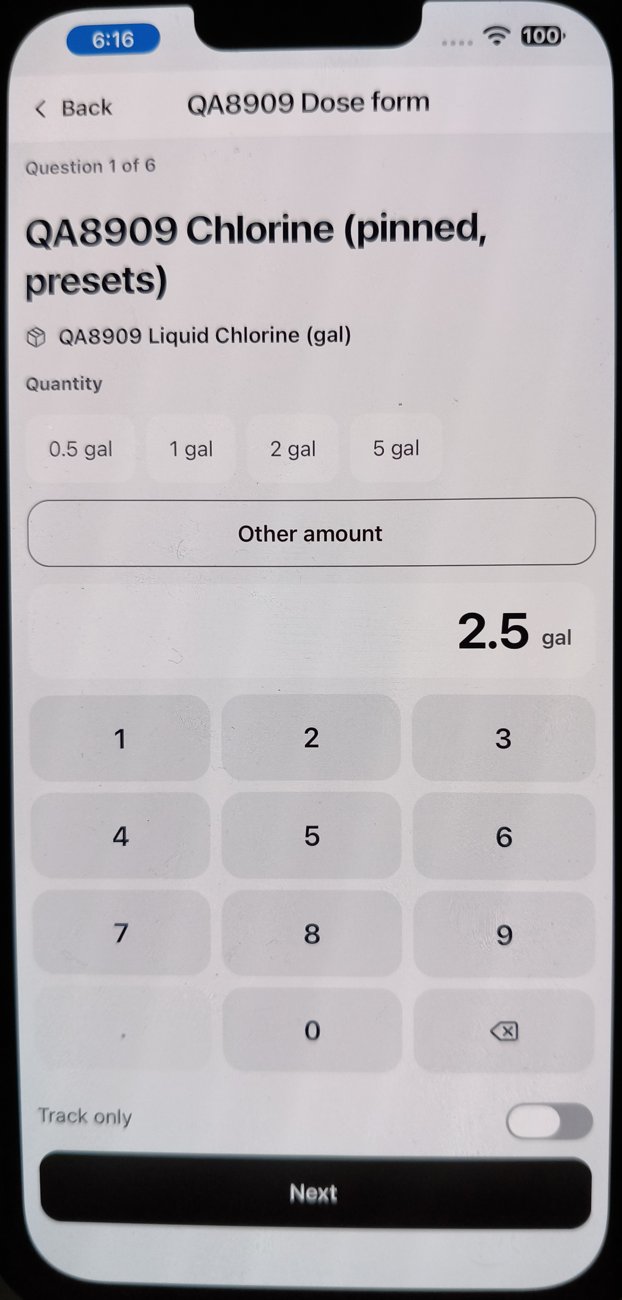 6:16
100
Back
QA8909 Dose form
Question 1 of 6
QA8909 Chlorine (pinned,
presets)
QA8909 Liquid Chlorine (gal)
Quantity
0.5 gal 1 gal 2 gal 5 gal
Other amount
2.5 gal
1 2 3
4 5 6
7 8 9
. 0
Track only
Next